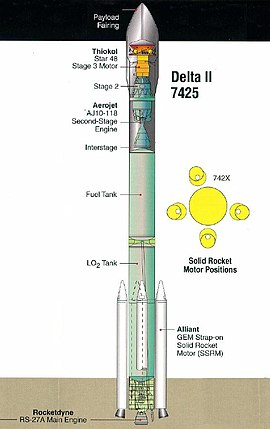 Payload
Fairing
Thiokol
Star 48
Stage 3 Motor
Stage 2
Aerojet
AJ10-118
Second-Stage
Engine
Interstage
Delta II
7425
Fuel Tank
742X
Solid Rocket
Motor Positions
LO2 Tank
Alliant
GEM Strap-on
Solid Rocket
Motor (SSRM)
Rocketdyne
RS-27A Main Engine